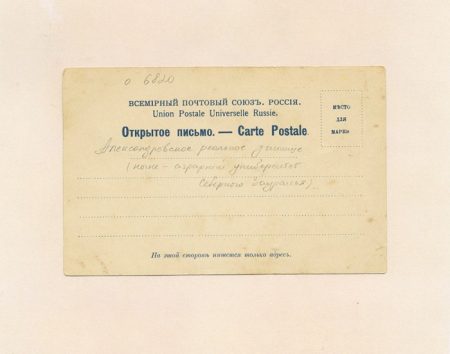 о 6820
ВСЕМІРНЫЙ ПОЧТОВЫЙ СОЮЗЪ. РОССІЯ.
Union Postale Universelle Russie.
Открытое письмо. — Carte Postale
МѢСТО
ДЛЯ
МАРКИ
Александровское реальное училище
(ныне - аграрный университет
Северного Зауралья)
На этой сторонѣ пишется только адресъ.